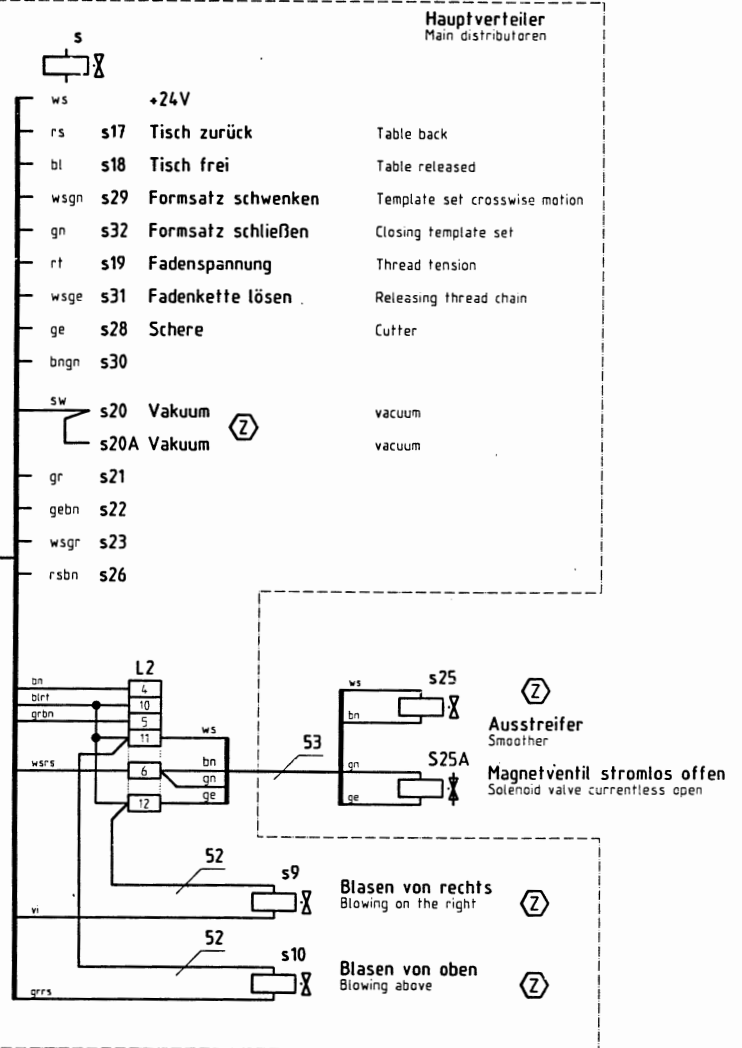 Hauptverteiler
Main distributoren
s
ws +24V
rs s17 Tisch zurück Table back
bl s18 Tisch frei Table released
wsgn s29 Formsatz schwenken Template set crosswise motion
gn s32 Formsatz schließen Closing template set
rt s19 Fadenspannung Thread tension
wsge s31 Fadenkette lösen Releasing thread chain
ge s28 Schere Cutter
bngn s30
sw s20 Vakuum vacuum
Z
s20A Vakuum vacuum
gr s21
gebn s22
wsgr s23
rsbn s26
L2
bn 4
blrt 10
grbn 5
11 ws
wsrs 6 bn
gn
12 ge
53
ws s25 Z
bn Ausstreifer
Smoother
gn S25A Magnetventil stromlos offen
Solenoid valve currentless open
ge
52 s9
Blasen von rechts Z
Blowing on the right
vi
52 s10
Blasen von oben Z
Blowing above
grrs